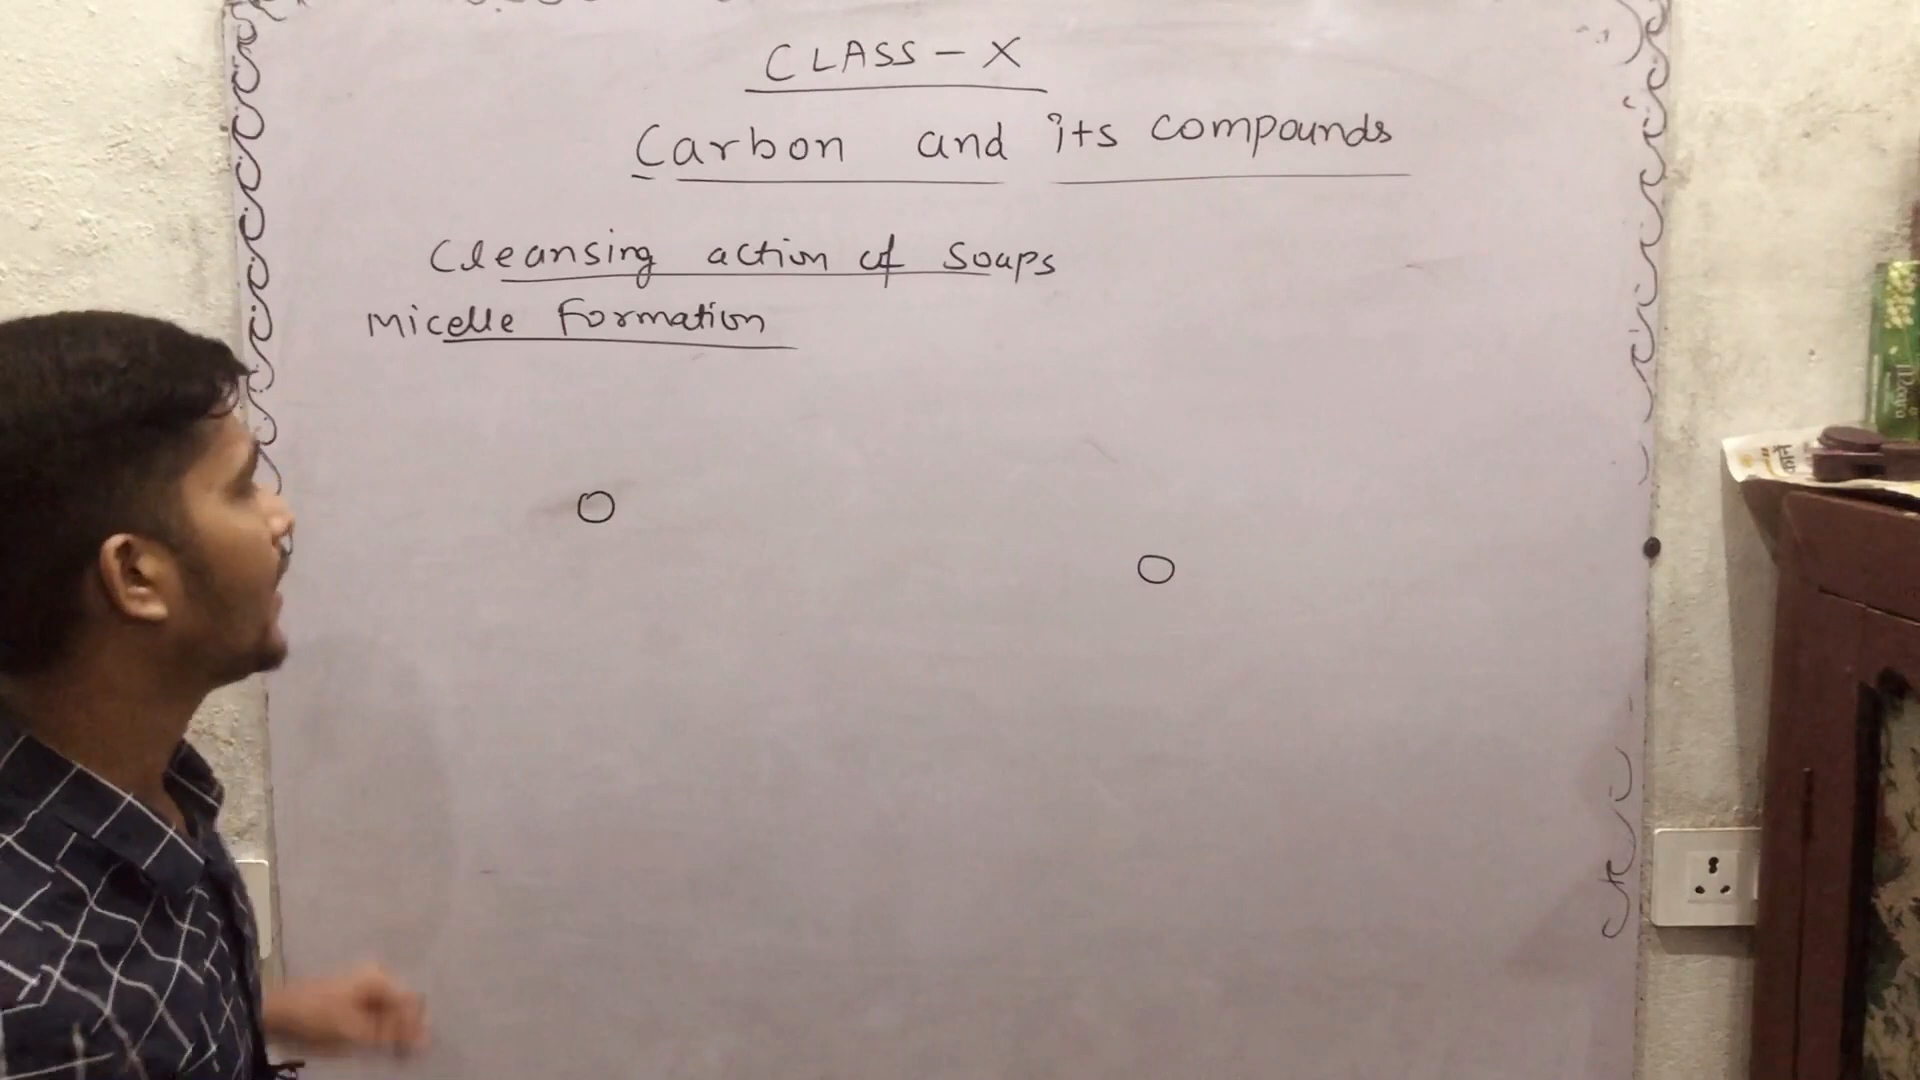 CLASS - X
Carbon and its compounds
Cleansing action of Soaps
Micelle Formation